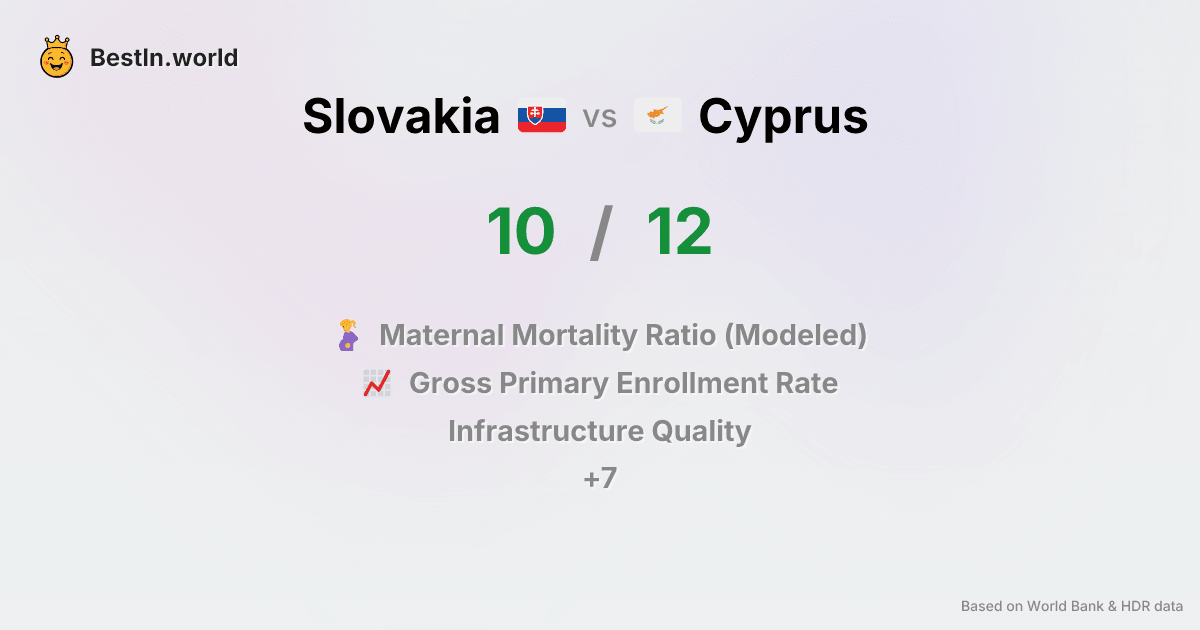 BestIn.world
Slovakia vs Cyprus
10 / 12
Maternal Mortality Ratio (Modeled)
Gross Primary Enrollment Rate
Infrastructure Quality
+7
Based on World Bank & HDR data